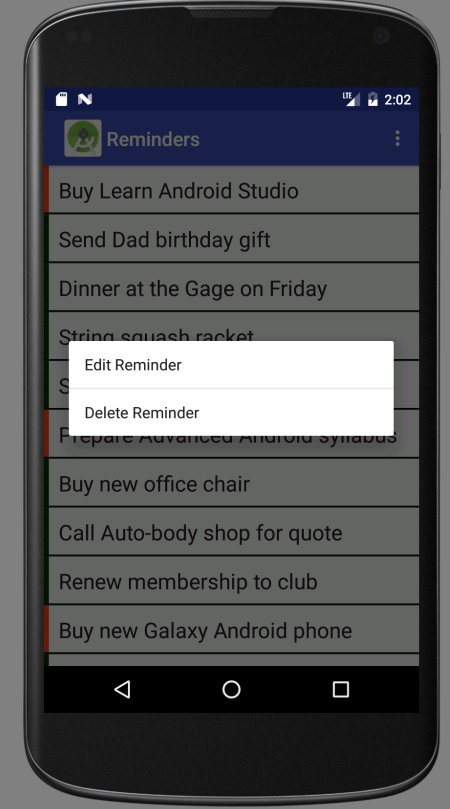 LTE 2:02
Reminders
Buy Learn Android Studio
Send Dad birthday gift
Dinner at the Gage on Friday
String squash racket
S
Edit Reminder
Delete Reminder
Prepare Advanced Android syllabus
Buy new office chair
Call Auto-body shop for quote
Renew membership to club
Buy new Galaxy Android phone